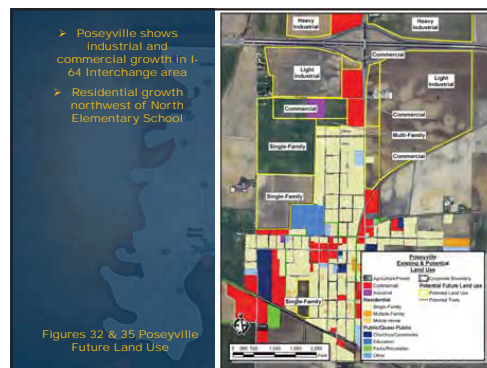 ➢ Poseyville shows
industrial and
commercial growth in I-
64 Interchange area
➢ Residential growth
northwest of North
Elementary School
Figures 32 & 35 Poseyville
Future Land Use
Heavy
Industrial
Heavy
Industrial
Commercial
Light
Industrial
Light
Industrial
Commercial
Commercial
Multi-Family
Single-Family
Commercial
Single-Family
Single-Family
Poseyville
Existing & Potential
Land Use
Agriculture/Forest
Commercial
Industrial
Residential
Single-Family
Multiple-Family
Mobile Home
Public/Quasi-Public
Churches/Cemeteries
Education
Parks/Recreation
Other
Corporate Boundary
Potential Future Land use
Potential Land Use
Potential Trails